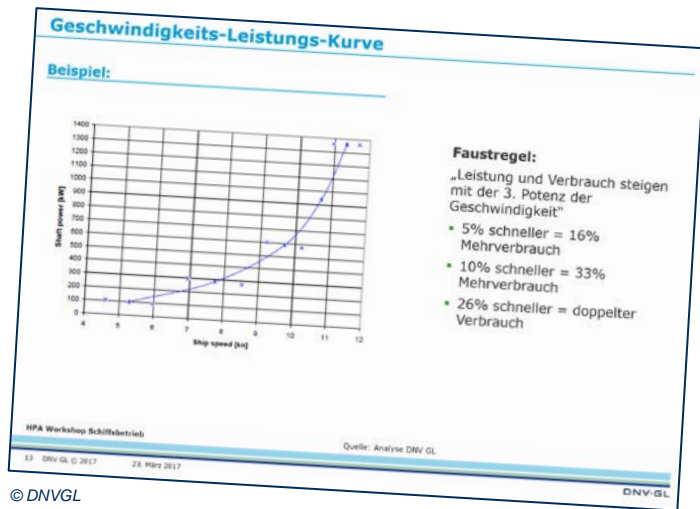 Geschwindigkeits-Leistungs-Kurve
Beispiel:
1400
1300
1200
1100
1000
900
800
700
600
500
400
300
200
100
0
Shaft power [kW]
4 5 6 7 8 9 10 11 12
Ship speed [kn]
Faustregel:
„Leistung und Verbrauch steigen
mit der 3. Potenz der
Geschwindigkeit“
5% schneller = 16%
Mehrverbrauch
10% schneller = 33%
Mehrverbrauch
26% schneller = doppelter
Verbrauch
HPA Workshop Schiffsbetrieb
Quelle: Analyse DNV GL
13 DNV GL © 2017 23. März 2017
DNV·GL
© DNVGL